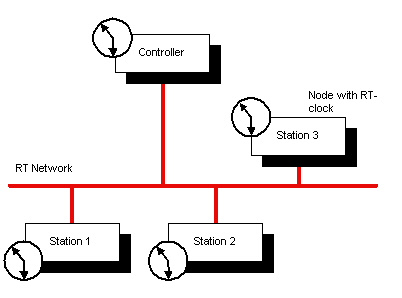 Controller
Node with RT-
clock
Station 3
RT Network
Station 1
Station 2